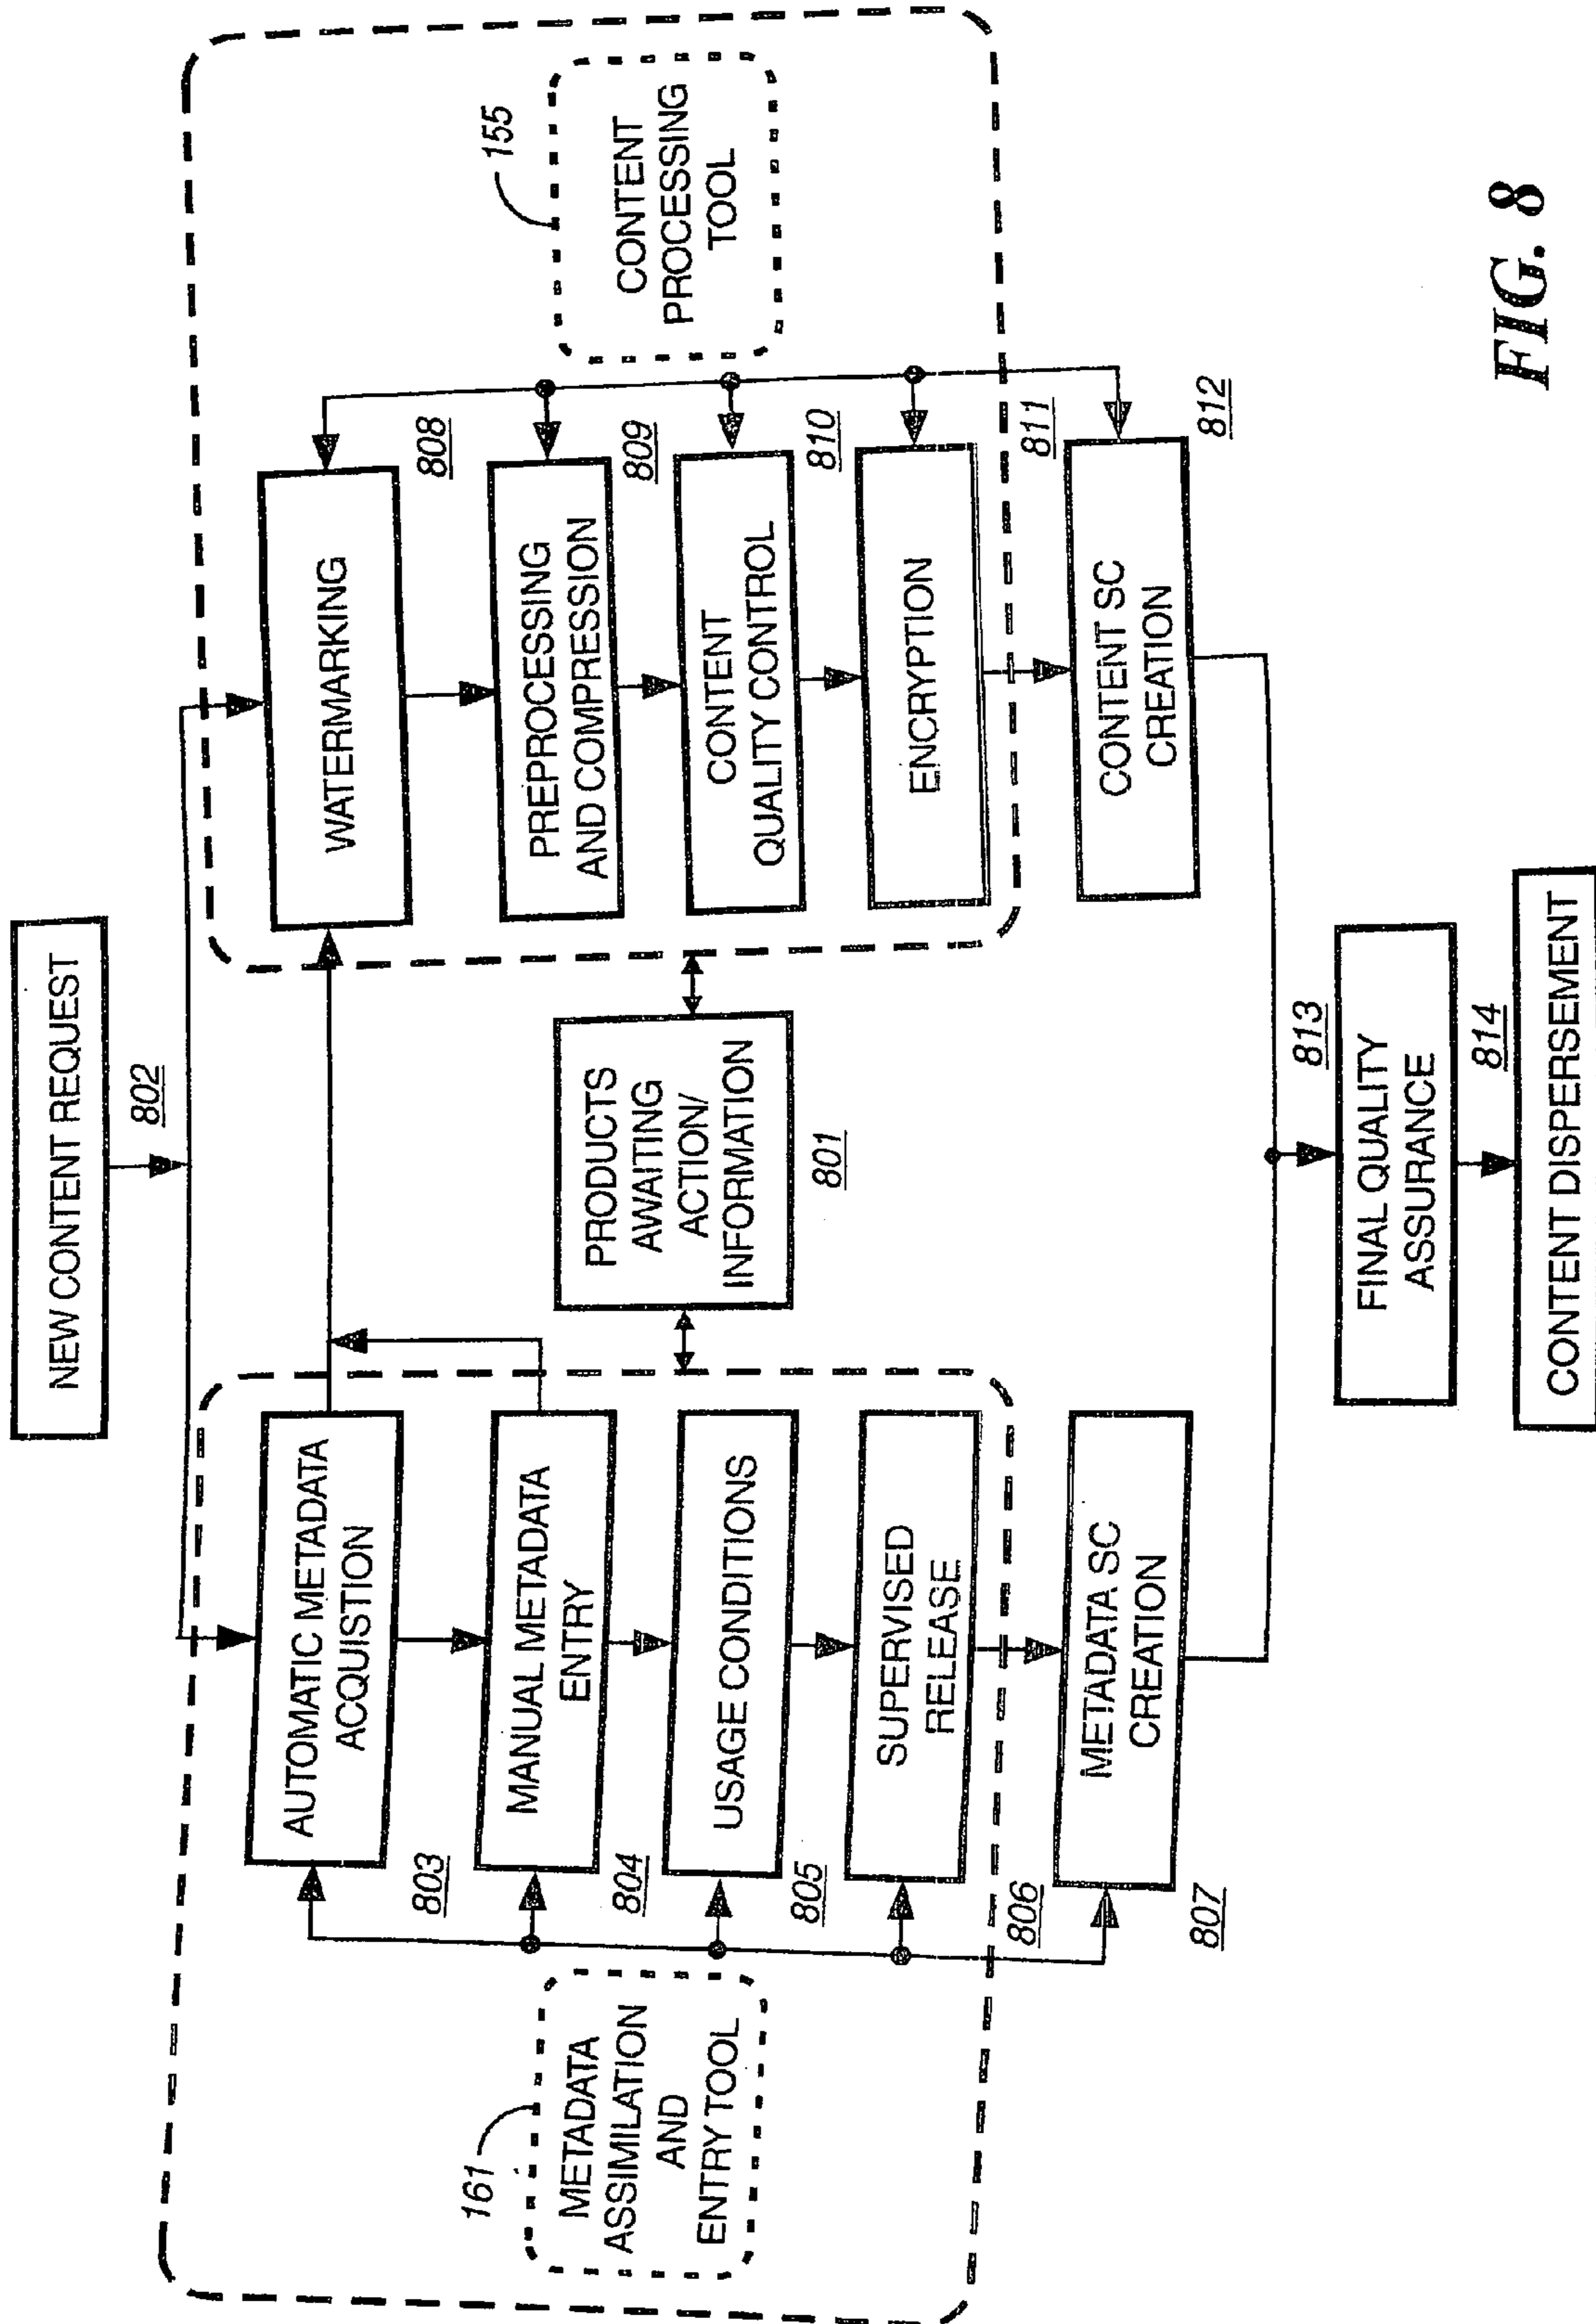 NEW CONTENT REQUEST
802
AUTOMATIC METADATA
ACQUISTION
803
MANUAL METADATA
ENTRY
804
USAGE CONDITIONS
805
SUPERVISED
RELEASE
806
METADATA SC
CREATION
807
161
METADATA
ASSIMILATION
AND
ENTRY TOOL
PRODUCTS
AWAITING
ACTION/
INFORMATION
801
WATERMARKING
808
PREPROCESSING
AND COMPRESSION
809
CONTENT
QUALITY CONTROL
810
ENCRYPTION
811
CONTENT SC
CREATION
812
155
CONTENT
PROCESSING
TOOL
813
FINAL QUALITY
ASSURANCE
814
CONTENT DISPERSEMENT
FIG. 8